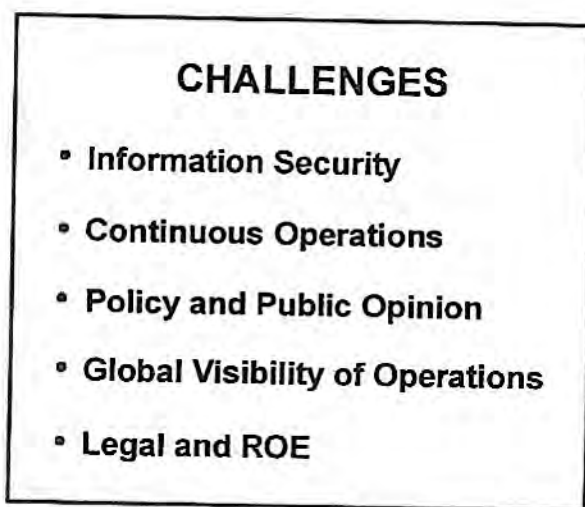 CHALLENGES
• Information Security
• Continuous Operations
• Policy and Public Opinion
• Global Visibility of Operations
• Legal and ROE